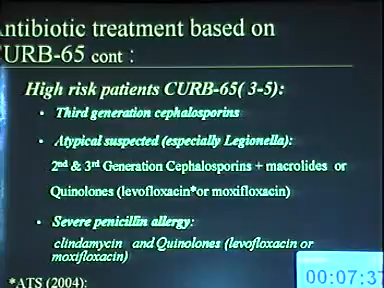 ntibiotic treatment based on
URB-65 cont :
High risk patients CURB-65( 3-5):
• Third generation cephalosporins
• Atypical suspected (especially Legionella):
2nd & 3rd Generation Cephalosporins + macrolides or
Quinolones (levofloxacin*or moxifloxacin)
• Severe penicillin allergy:
clindamycin and Quinolones (levofloxacin or
moxifloxacin)
*ATS (2004):
00:07:37